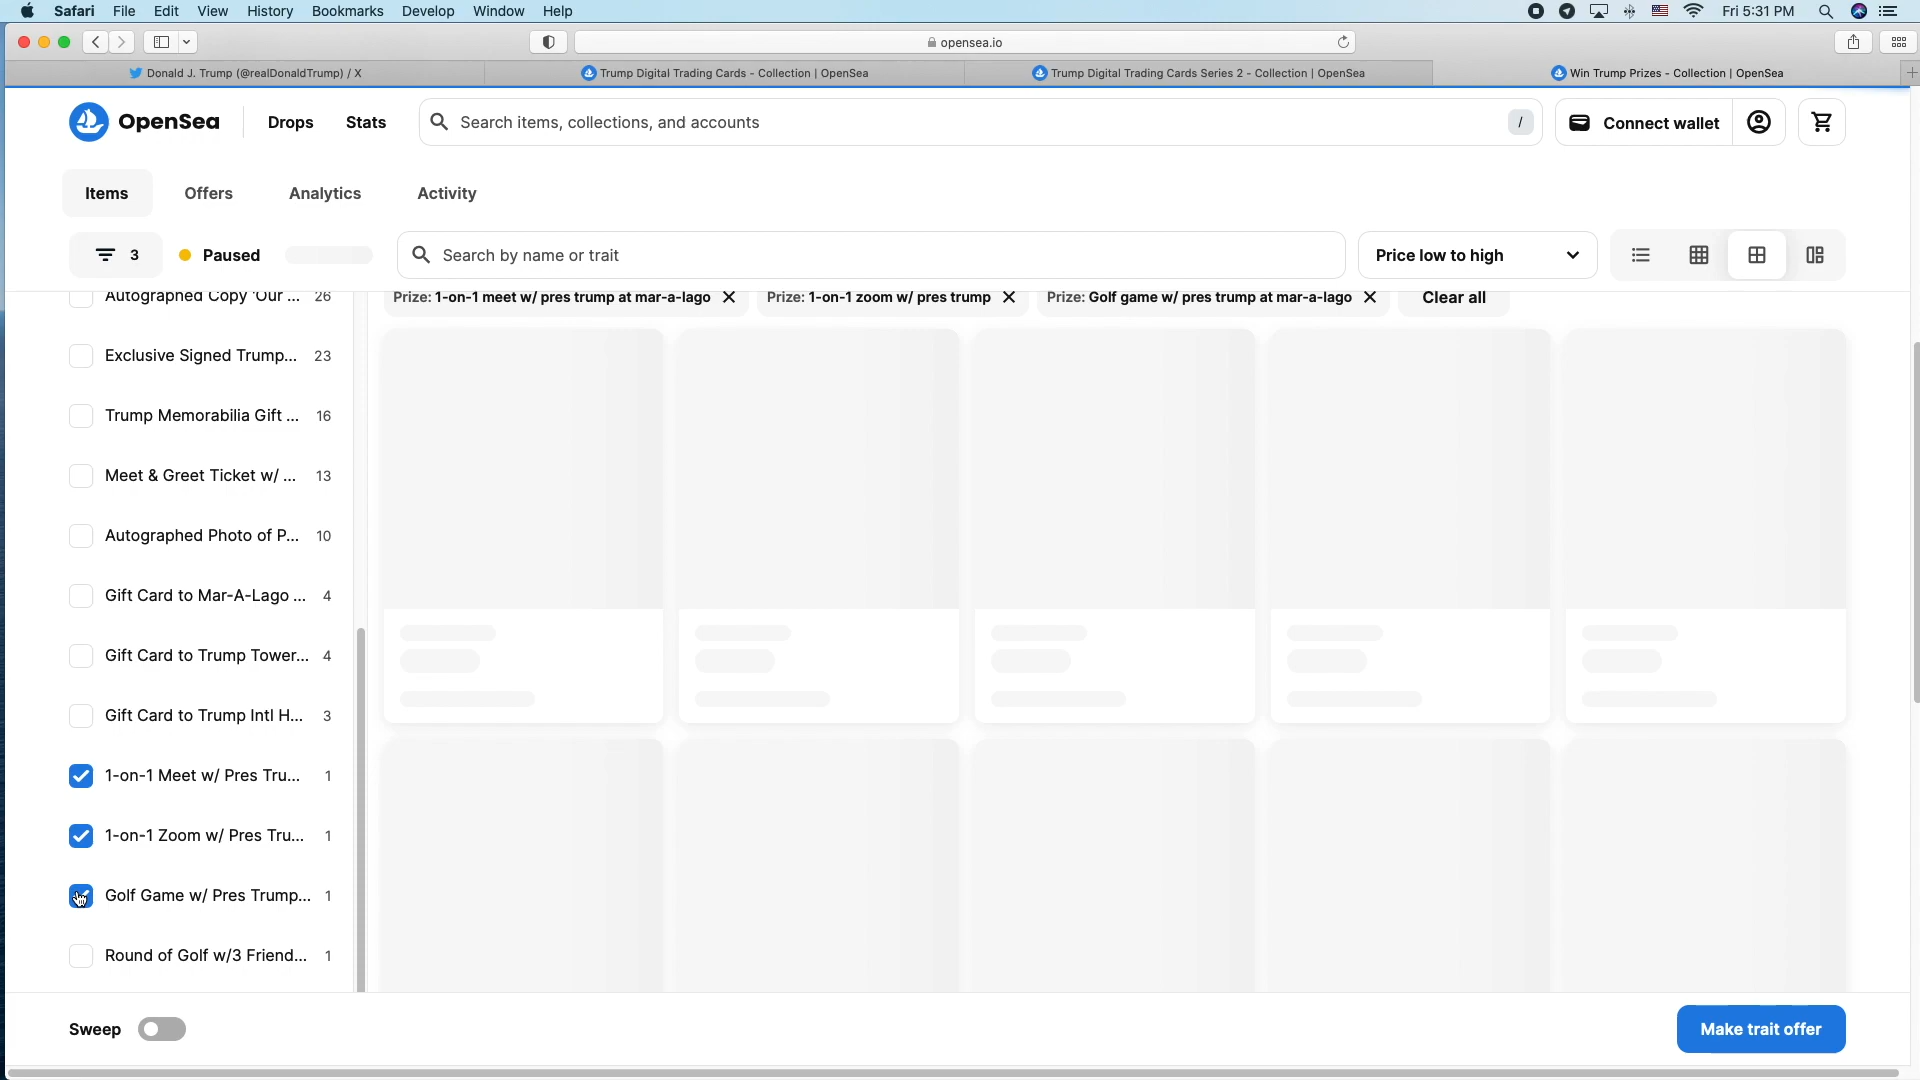 Safari File Edit View History Bookmarks Develop Window Help Fri 5:31 PM
opensea.io
Donald J. Trump (@realDonaldTrump) / X
Trump Digital Trading Cards - Collection | OpenSea
Trump Digital Trading Cards Series 2 - Collection | OpenSea
Win Trump Prizes - Collection | OpenSea
OpenSea Drops Stats Search items, collections, and accounts / Connect wallet
Items Offers Analytics Activity
3 Paused Search by name or trait Price low to high
Autographed Copy 'Our ... 26
Prize: 1-on-1 meet w/ pres trump at mar-a-lago
Prize: 1-on-1 zoom w/ pres trump
Prize: Golf game w/ pres trump at mar-a-lago
Clear all
Exclusive Signed Trump... 23
Trump Memorabilia Gift ... 16
Meet & Greet Ticket w/ ... 13
Autographed Photo of P... 10
Gift Card to Mar-A-Lago ... 4
Gift Card to Trump Tower... 4
Gift Card to Trump Intl H... 3
1-on-1 Meet w/ Pres Tru... 1
1-on-1 Zoom w/ Pres Tru... 1
Golf Game w/ Pres Trump... 1
Round of Golf w/3 Friend... 1
Sweep
Make trait offer